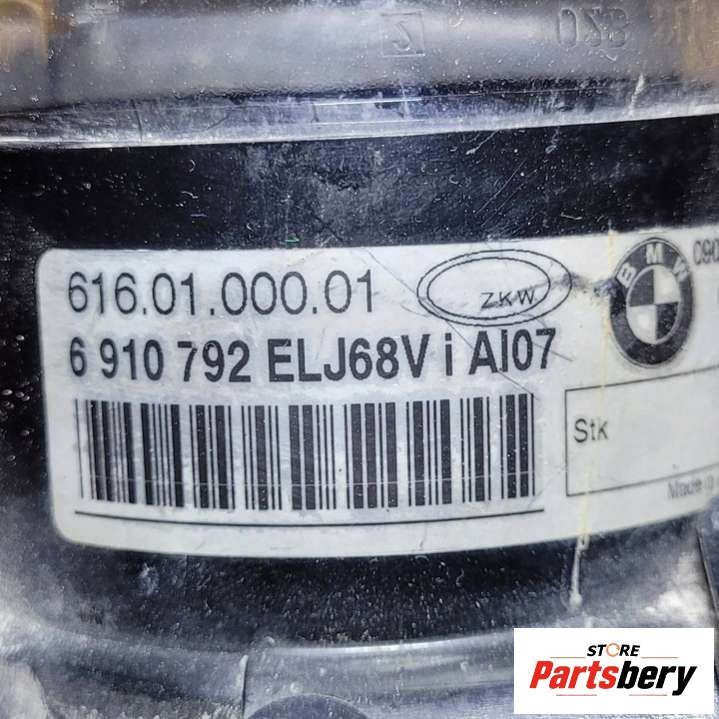 616.01.000.01
ZKW
BMW
6 910 792 ELJ68V i AI07
Stk
STORE
Partsbery